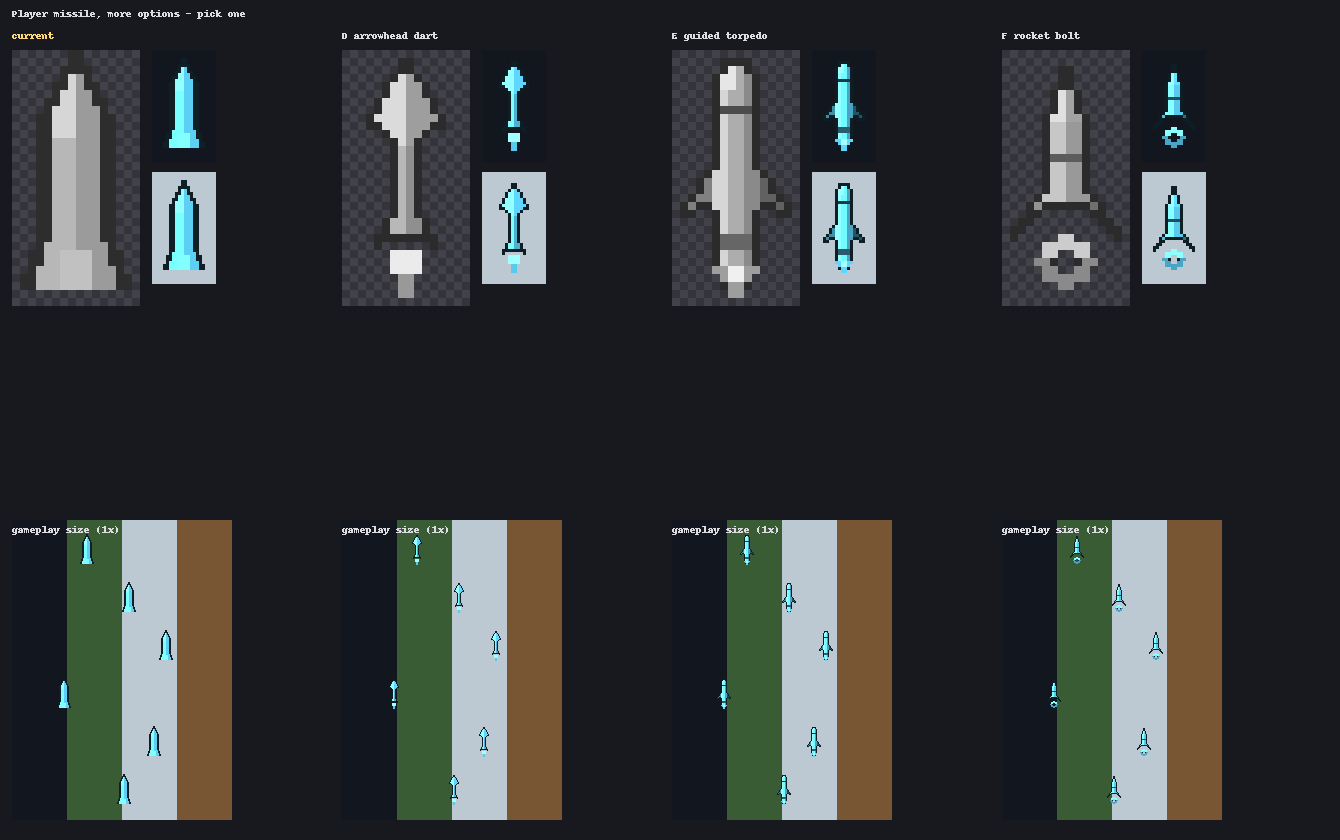 Player missile, more options - pick one
current
D arrowhead dart
E guided torpedo
F rocket bolt
gameplay size (1x)
gameplay size (1x)
gameplay size (1x)
gameplay size (1x)